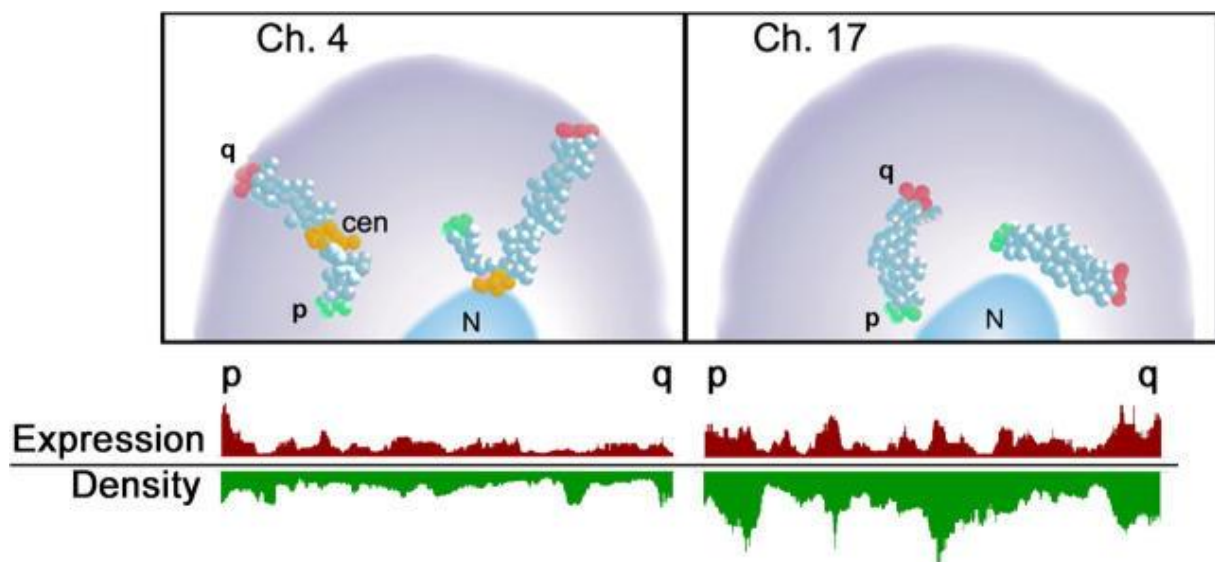 Ch. 4
q
cen
p
N
Ch. 17
q
p
N
p q p q
Expression
Density